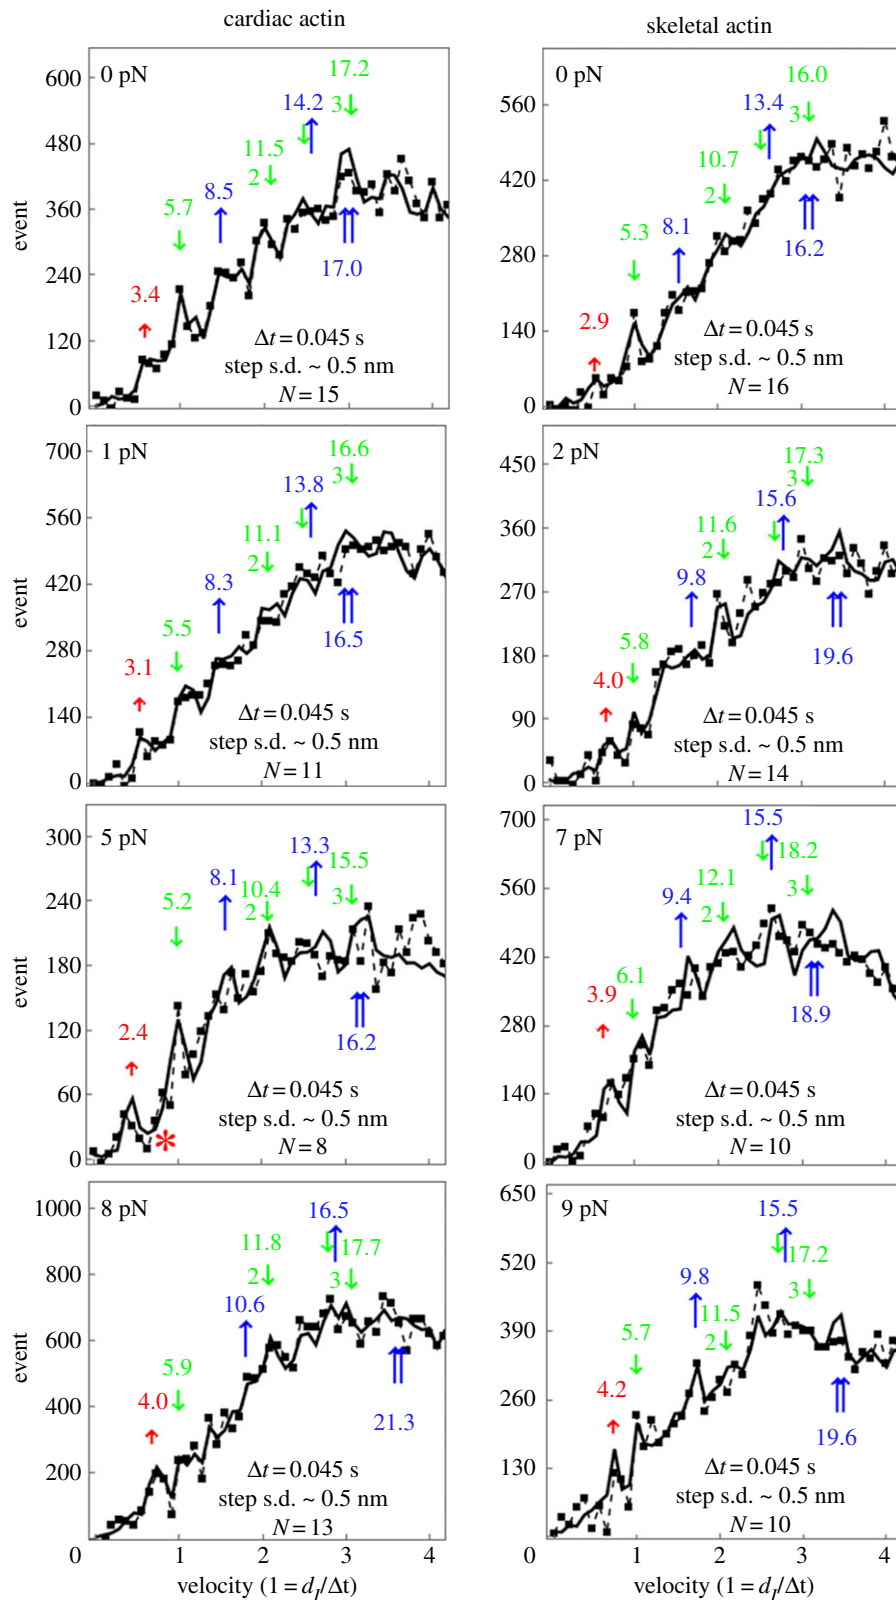 cardiac actin
skeletal actin
0 pN
600
480
360
240
120
0
event
3.4
5.7
8.5
11.5
2
14.2
17.2
3
17.0
Δt = 0.045 s
step s.d. ~ 0.5 nm
N = 15
0 pN
560
420
280
140
0
2.9
5.3
8.1
10.7
2
13.4
16.0
3
16.2
Δt = 0.045 s
step s.d. ~ 0.5 nm
N = 16
1 pN
700
560
420
280
140
0
event
3.1
5.5
8.3
11.1
2
13.8
16.6
3
16.5
Δt = 0.045 s
step s.d. ~ 0.5 nm
N = 11
2 pN
450
360
270
180
90
0
4.0
5.8
9.8
11.6
2
15.6
17.3
3
19.6
Δt = 0.045 s
step s.d. ~ 0.5 nm
N = 14
5 pN
300
240
180
120
60
0
event
2.4
5.2
8.1
10.4
2
13.3
15.5
3
16.2
*
Δt = 0.045 s
step s.d. ~ 0.5 nm
N = 8
7 pN
700
560
420
280
140
0
3.9
6.1
9.4
12.1
2
15.5
18.2
3
18.9
Δt = 0.045 s
step s.d. ~ 0.5 nm
N = 10
8 pN
1000
800
600
400
200
0
event
4.0
5.9
10.6
11.8
2
16.5
17.7
3
21.3
Δt = 0.045 s
step s.d. ~ 0.5 nm
N = 13
1 2 3 4
velocity (1 = d_I/Δt)
9 pN
650
520
390
260
130
0
4.2
5.7
9.8
11.5
2
15.5
17.2
3
19.6
Δt = 0.045 s
step s.d. ~ 0.5 nm
N = 10
0 1 2 3 4
velocity (1 = d_I/Δt)